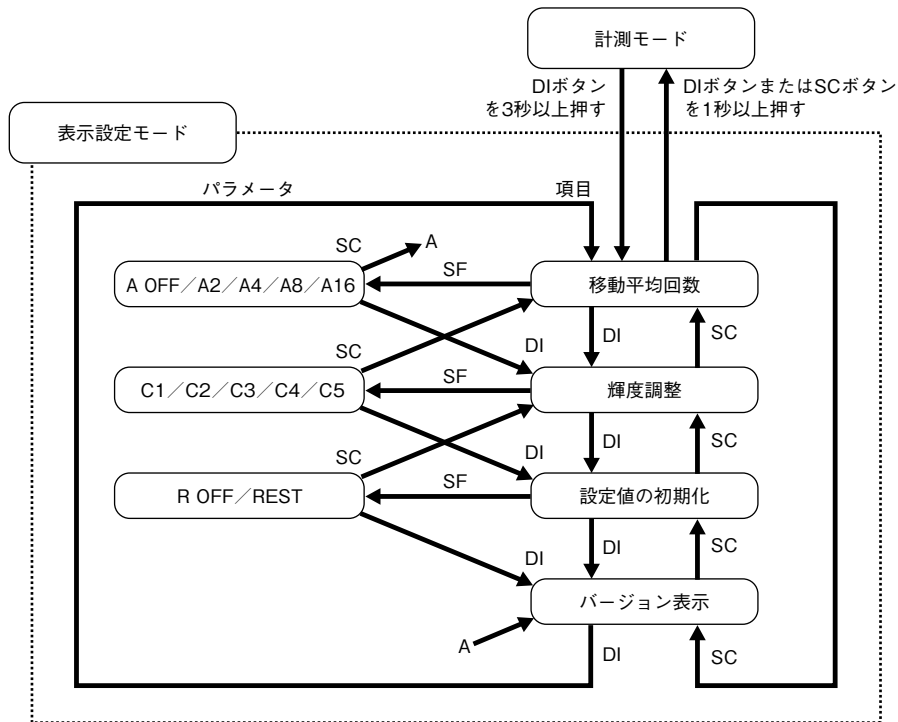 計測モード
DIボタン
を3秒以上押す
DIボタンまたはSCボタン
を1秒以上押す
表示設定モード
パラメータ
項目
SC
A
A OFF／A2／A4／A8／A16
SF
移動平均回数
SC
DI
DI
SC
C1／C2／C3／C4／C5
SF
輝度調整
SC
DI
DI
SC
R OFF／REST
SF
設定値の初期化
DI
DI
SC
バージョン表示
A
DI
SC